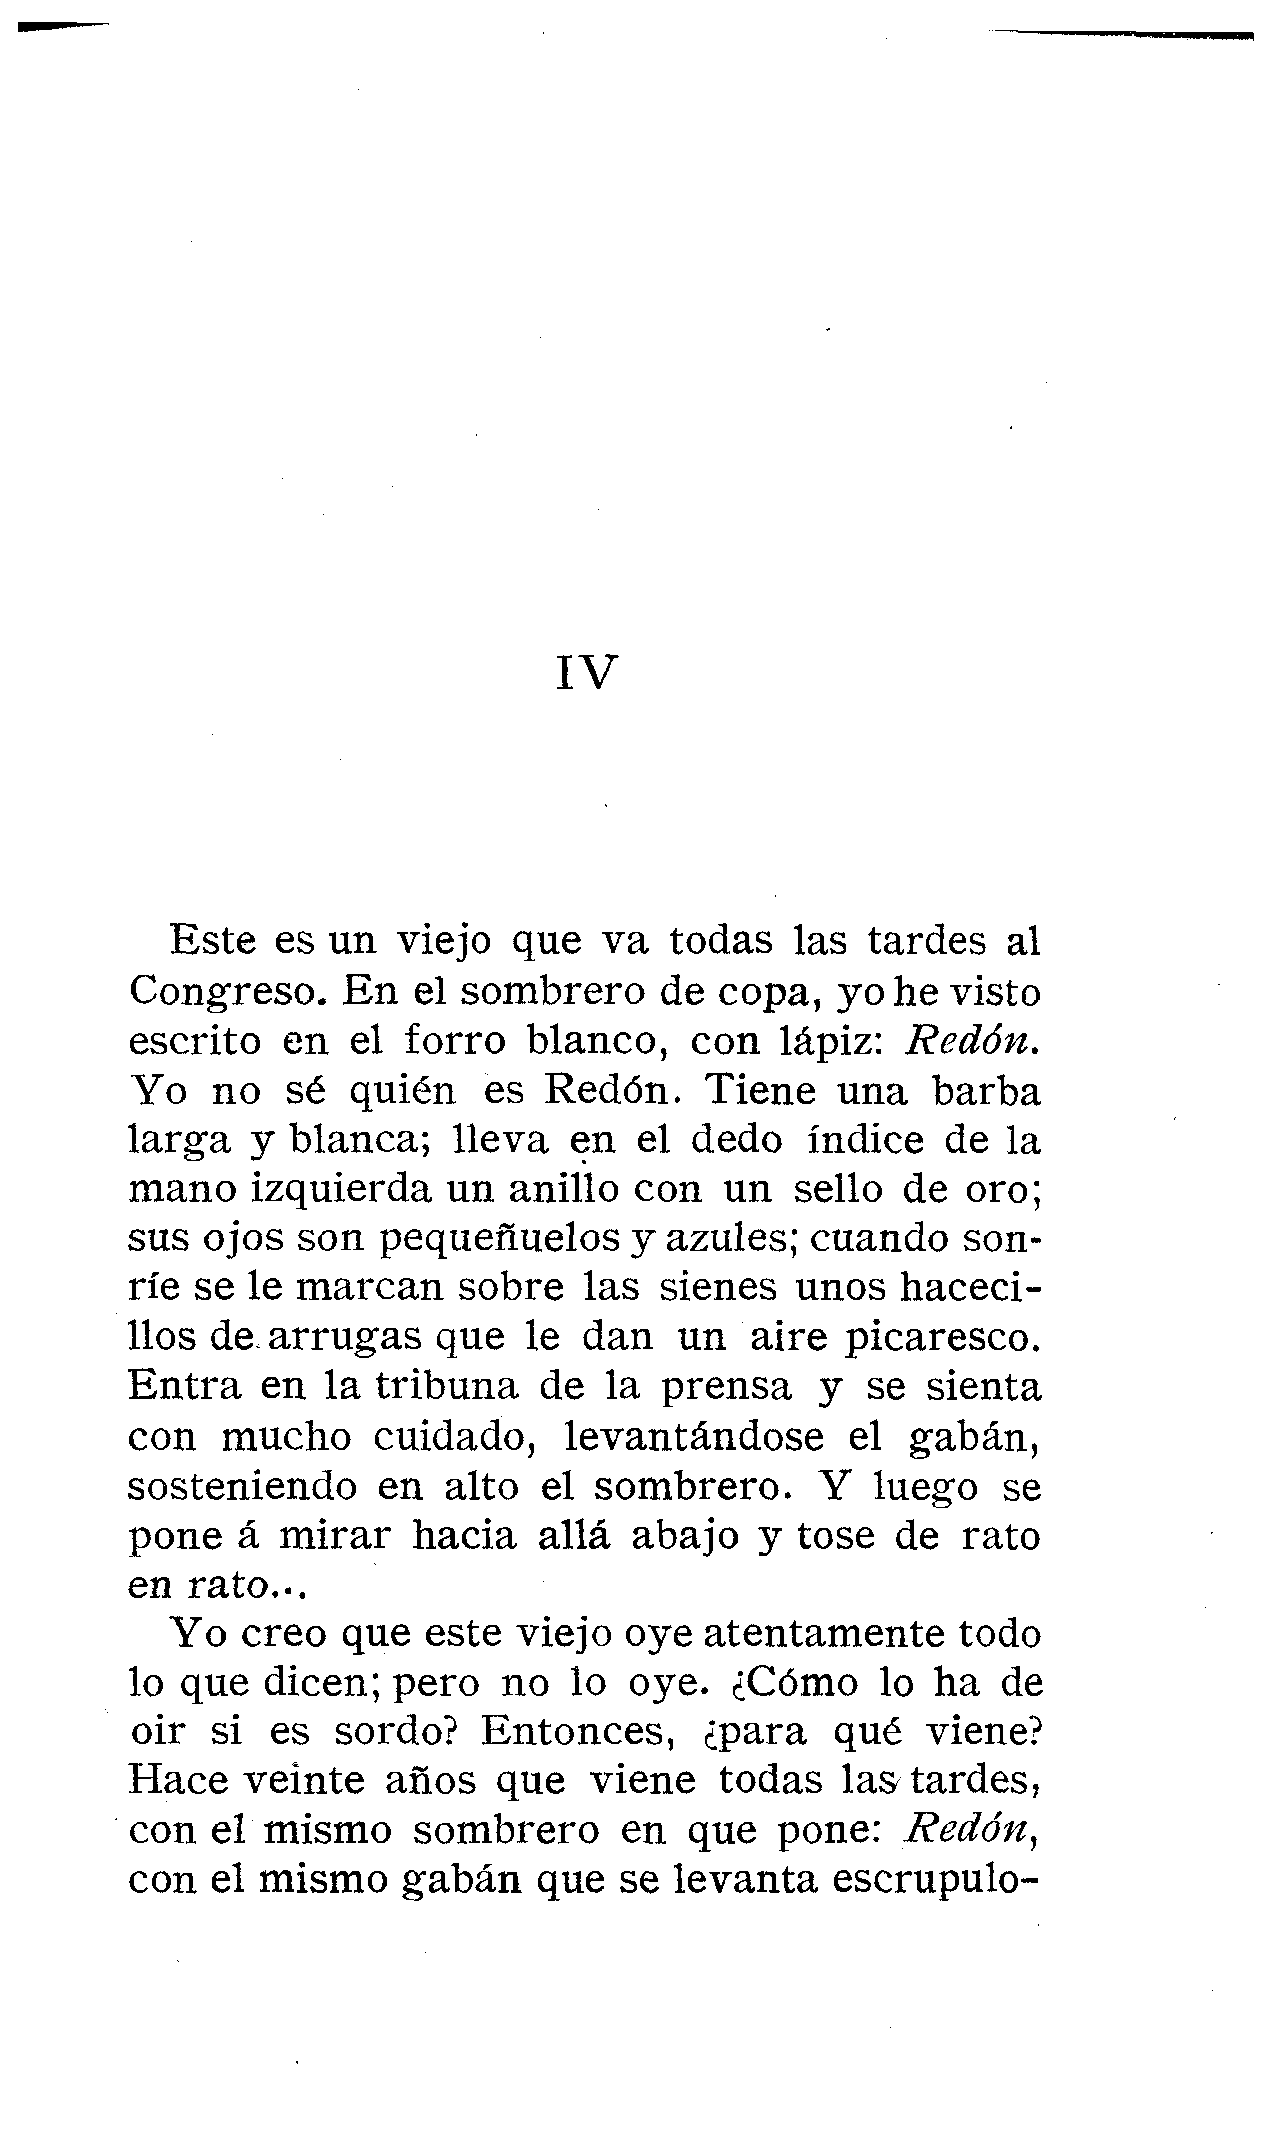 IV
Este es un viejo que va todas las tardes al
Congreso. En el sombrero de copa, yo he visto
escrito en el forro blanco, con lápiz: Redón.
Yo no sé quién es Redón. Tiene una barba
larga y blanca; lleva en el dedo índice de la
mano izquierda un anillo con un sello de oro;
sus ojos son pequeñuelos y azules; cuando son-
ríe se le marcan sobre las sienes unos haceci-
llos de arrugas que le dan un aire picaresco.
Entra en la tribuna de la prensa y se sienta
con mucho cuidado, levantándose el gabán,
sosteniendo en alto el sombrero. Y luego se
pone á mirar hacia allá abajo y tose de rato
en rato...
Yo creo que este viejo oye atentamente todo
lo que dicen; pero no lo oye. ¿Cómo lo ha de
oir si es sordo? Entonces, ¿para qué viene?
Hace veinte años que viene todas las tardes,
con el mismo sombrero en que pone: Redón,
con el mismo gabán que se levanta escrupulo-